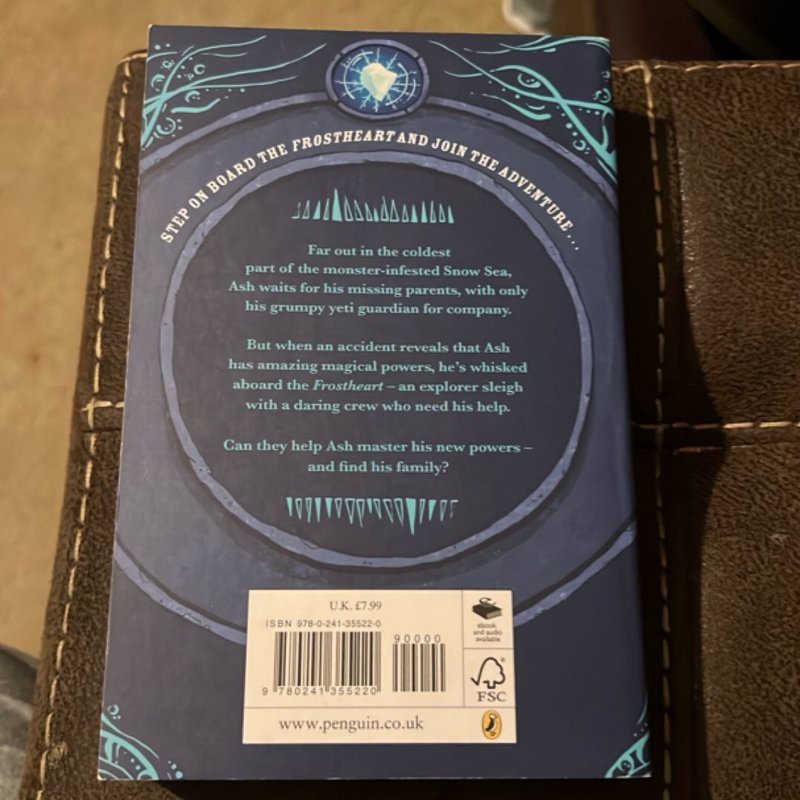 STEP ON BOARD THE FROSTHEART AND JOIN THE ADVENTURE...
Far out in the coldest
part of the monster-infested Snow Sea,
Ash waits for his missing parents, with only
his grumpy yeti guardian for company.
But when an accident reveals that Ash
has amazing magical powers, he's whisked
aboard the Frostheart – an explorer sleigh
with a daring crew who need his help.
Can they help Ash master his new powers –
and find his family?
U.K. £7.99
ISBN 978-0-241-35522-0
90000
9 780241 355220
ebook
and audio
available
FSC
www.penguin.co.uk